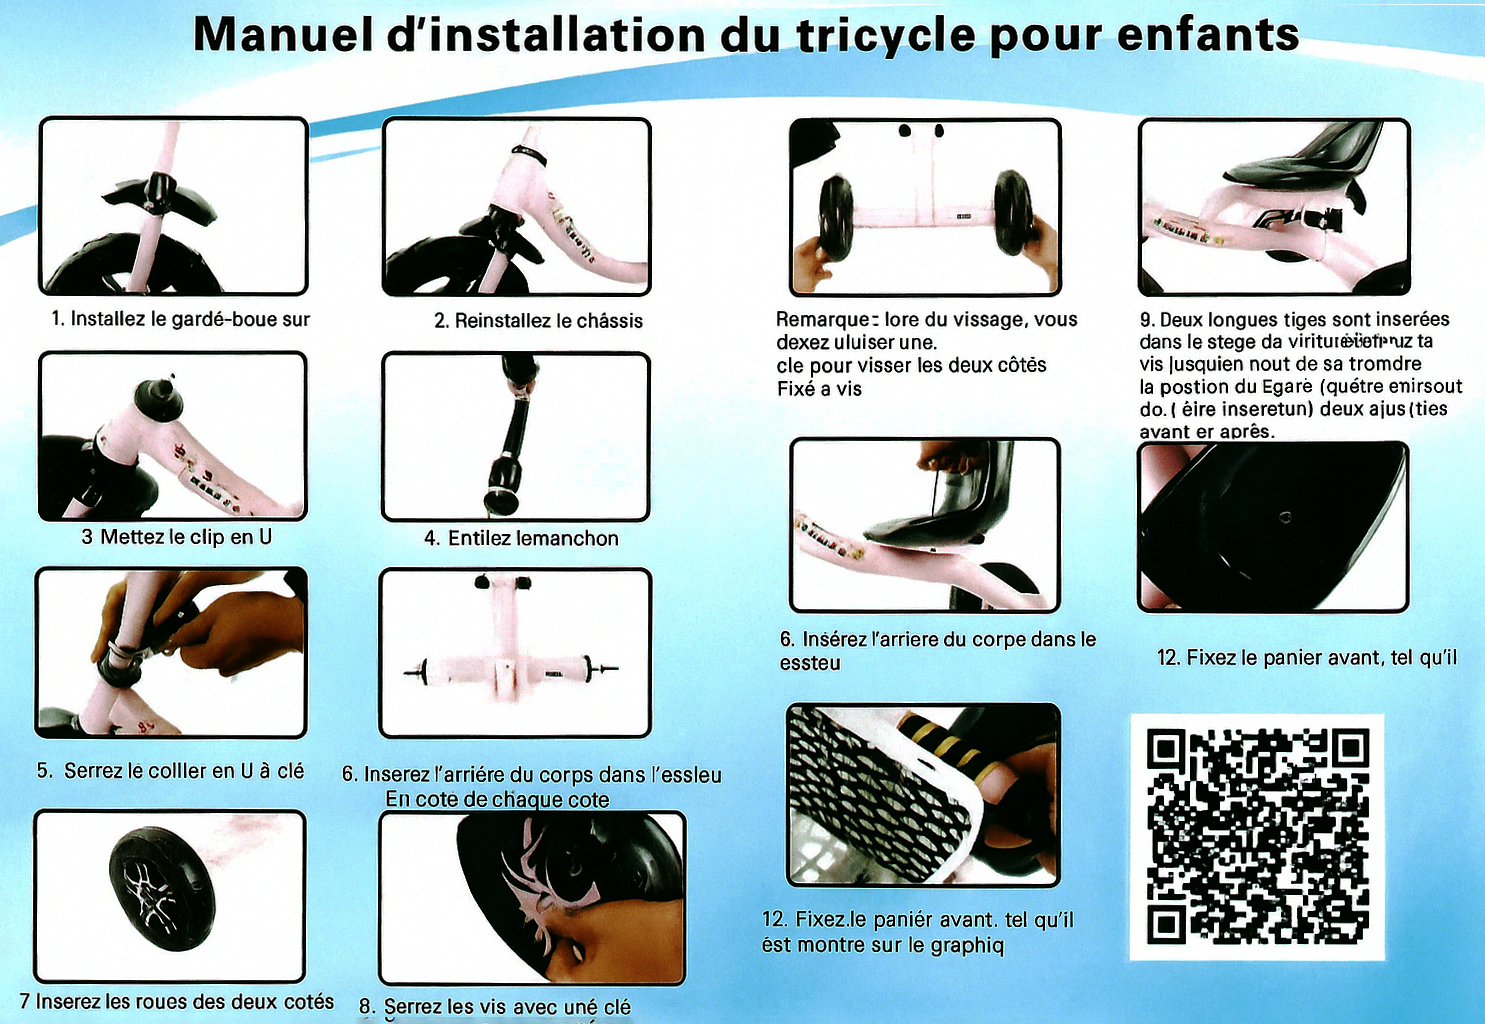 Manuel d'installation du tricycle pour enfants
1. Installez le gardé-boue sur
2. Reinstallez le châssis
3 Mettez le clip en U
4. Entilez lemanchon
5. Serrez lé colller en U à clé
6. Inserez l'arriére du corps dans l'essleu
En cote de chaque cote
7 Inserez les roues des deux cotés
8. Serrez les vis avec uné clé
Remarque: lore du vissage, vous
dexez uluiser une.
cle pour visser les deux côtés
Fixé a vis
6. Insérez l'arriere du corpe dans le
essteu
12. Fixez.le paniér avant. tel qu'il
ést montre sur le graphiq
9. Deux longues tiges sont inserées
dans le stege da ta
vis jusquien nout de sa tromdre
la postion du Egarè (quétre emirsout
do. ( êire inseretun) deux ajus(ties
avant er aprês.
12. Fixez le panier avant, tel qu'il